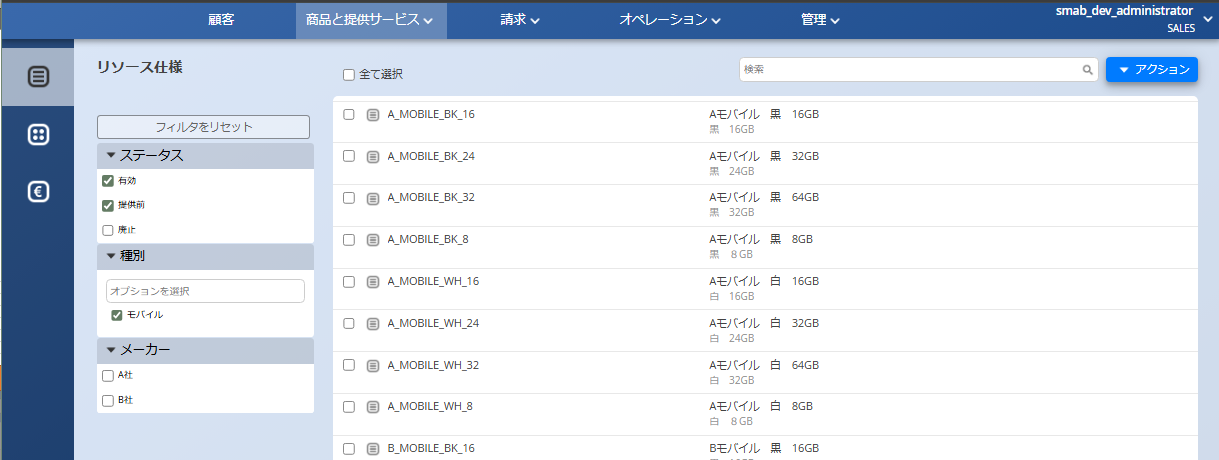 顧客 商品と提供サービス 請求 オペレーション 管理 smab_dev_administrator
SALES
リソース仕様
全て選択 検索 アクション
フィルタをリセット
ステータス
有効
提供前
廃止
種別
オプションを選択
モバイル
メーカー
A社
B社
A_MOBILE_BK_16 Aモバイル 黒 16GB
黒 16GB
A_MOBILE_BK_24 Aモバイル 黒 32GB
黒 24GB
A_MOBILE_BK_32 Aモバイル 黒 64GB
黒 32GB
A_MOBILE_BK_8 Aモバイル 黒 8GB
黒 8GB
A_MOBILE_WH_16 Aモバイル 白 16GB
白 16GB
A_MOBILE_WH_24 Aモバイル 白 32GB
白 24GB
A_MOBILE_WH_32 Aモバイル 白 64GB
白 32GB
A_MOBILE_WH_8 Aモバイル 白 8GB
白 8GB
B_MOBILE_BK_16 Bモバイル 黒 16GB